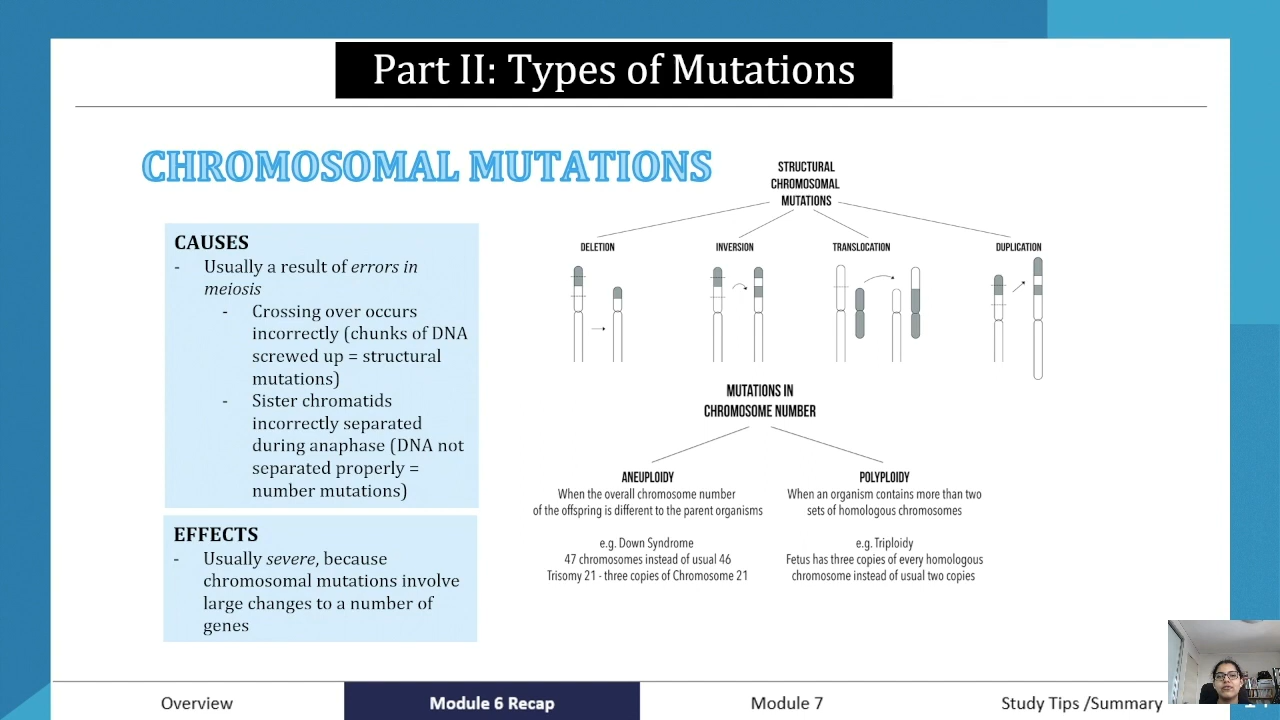 Part II: Types of Mutations
CHROMOSOMAL MUTATIONS
CAUSES
- Usually a result of errors in
meiosis
- Crossing over occurs
incorrectly (chunks of DNA
screwed up = structural
mutations)
- Sister chromatids
incorrectly separated
during anaphase (DNA not
separated properly =
number mutations)
EFFECTS
- Usually severe, because
chromosomal mutations involve
large changes to a number of
genes
STRUCTURAL
CHROMOSOMAL
MUTATIONS
DELETION
INVERSION
TRANSLOCATION
DUPLICATION
MUTATIONS IN
CHROMOSOME NUMBER
ANEUPLOIDY
When the overall chromosome number
of the offspring is different to the parent organisms
e.g. Down Syndrome
47 chromosomes instead of usual 46
Trisomy 21 - three copies of Chromosome 21
POLYPLOIDY
When an organism contains more than two
sets of homologous chromosomes
e.g. Triploidy
Fetus has three copies of every homologous
chromosome instead of usual two copies
Overview
Module 6 Recap
Module 7
Study Tips /Summary